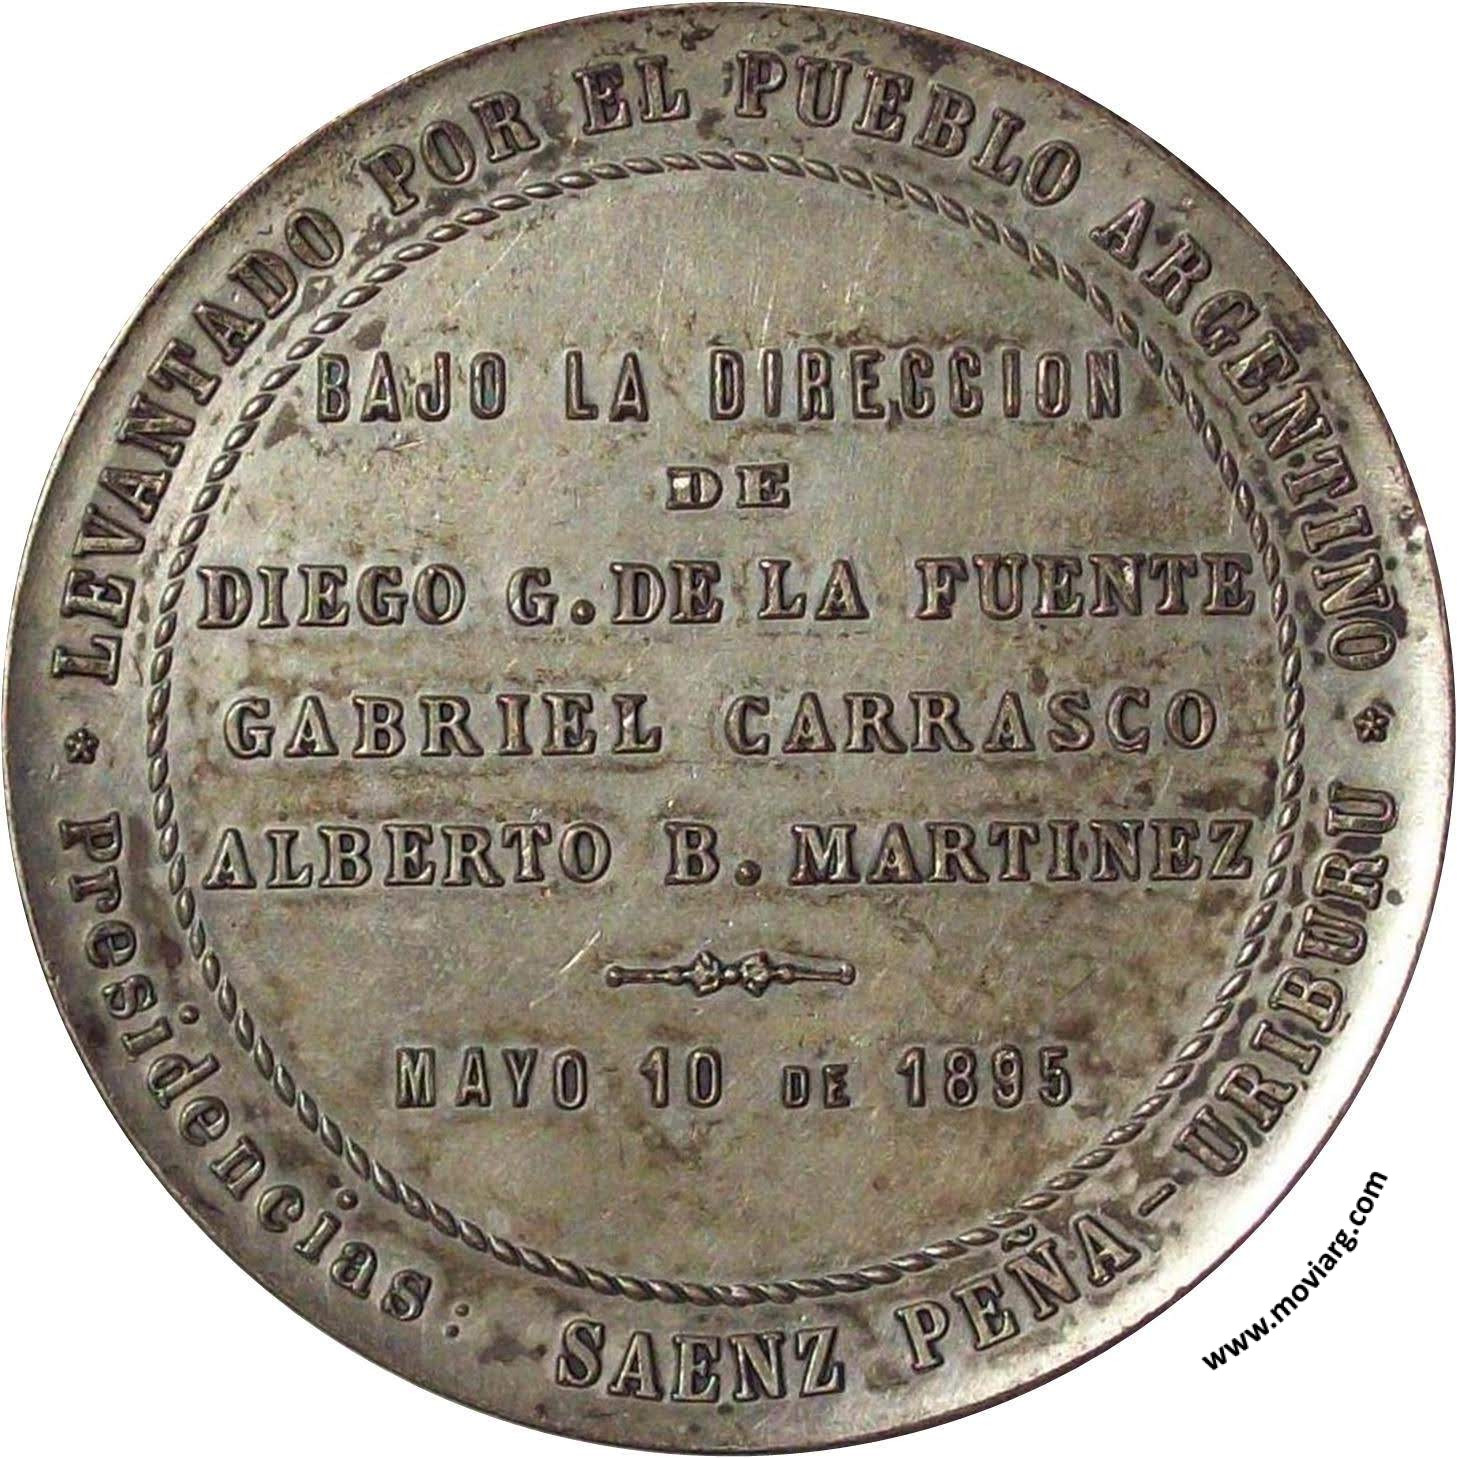 LEVANTADO POR EL PUEBLO ARGENTINO
BAJO LA DIRECCION
DE
DIEGO G. DE LA FUENTE
GABRIEL CARRASCO
ALBERTO B. MARTINEZ
MAYO 10 DE 1895
* Presidencias: SAENZ PEÑA - URIBURU *
www.moviarg.com